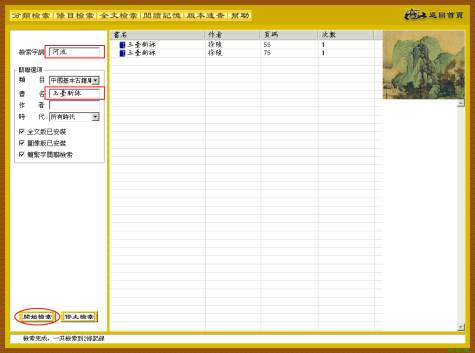 分類檢索 條目檢索 全文檢索 閱讀記憶 版本速查 幫助
返回首頁
檢索字詞 河流
關聯選項
類 目 中國基本古籍庫
書 名 玉臺新詠
作 者
時 代 所有時代
全文版已安裝
圖像版已安裝
簡繁字關聯檢索
開始檢索 停止檢索
書名 作者 頁碼 次數
玉臺新詠 徐陵 55 1
玉臺新詠 徐陵 75 1
檢索完成，一共檢索到2條記錄